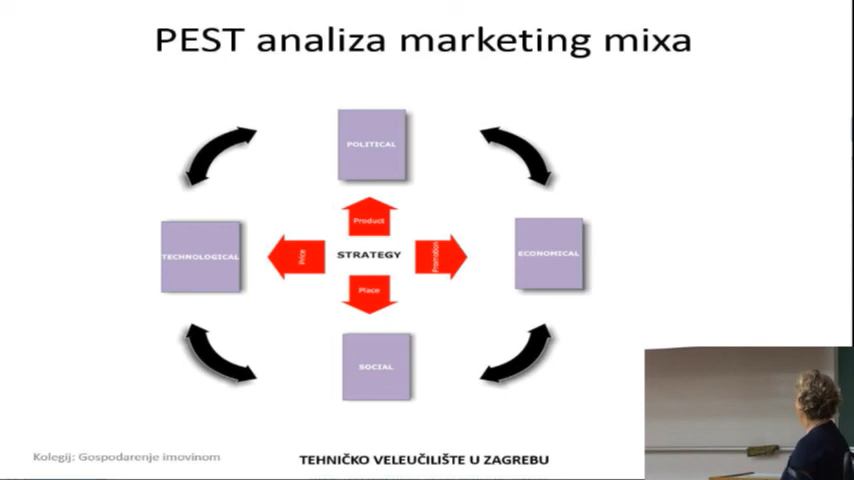 PEST analiza marketing mixa
POLITICAL
Product
TECHNOLOGICAL
Price
STRATEGY
Promotion
ECONOMICAL
Place
SOCIAL
Kolegij: Gospodarenje imovinom
TEHNIČKO VELEUČILIŠTE U ZAGREBU